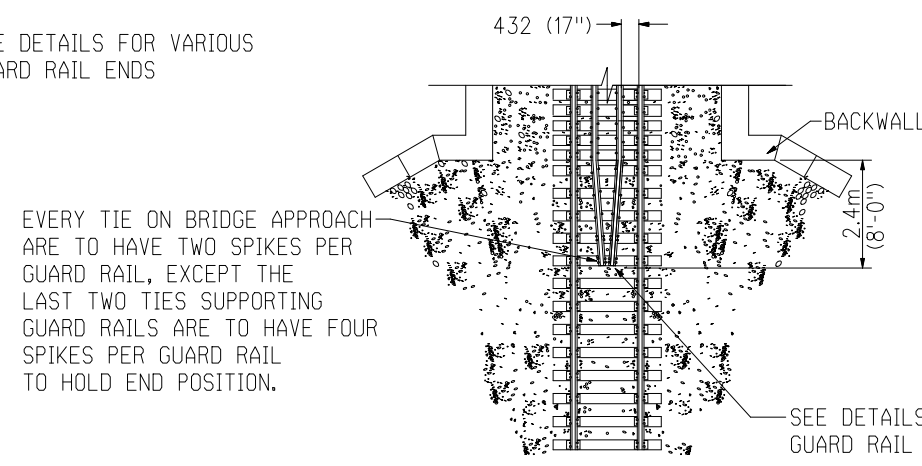 432 (17")
E DETAILS FOR VARIOUS
ARD RAIL ENDS
BACKWALL
2.4m
(8'-0")
EVERY TIE ON BRIDGE APPROACH
ARE TO HAVE TWO SPIKES PER
GUARD RAIL, EXCEPT THE
LAST TWO TIES SUPPORTING
GUARD RAILS ARE TO HAVE FOUR
SPIKES PER GUARD RAIL
TO HOLD END POSITION.
SEE DETAILS
GUARD RAIL